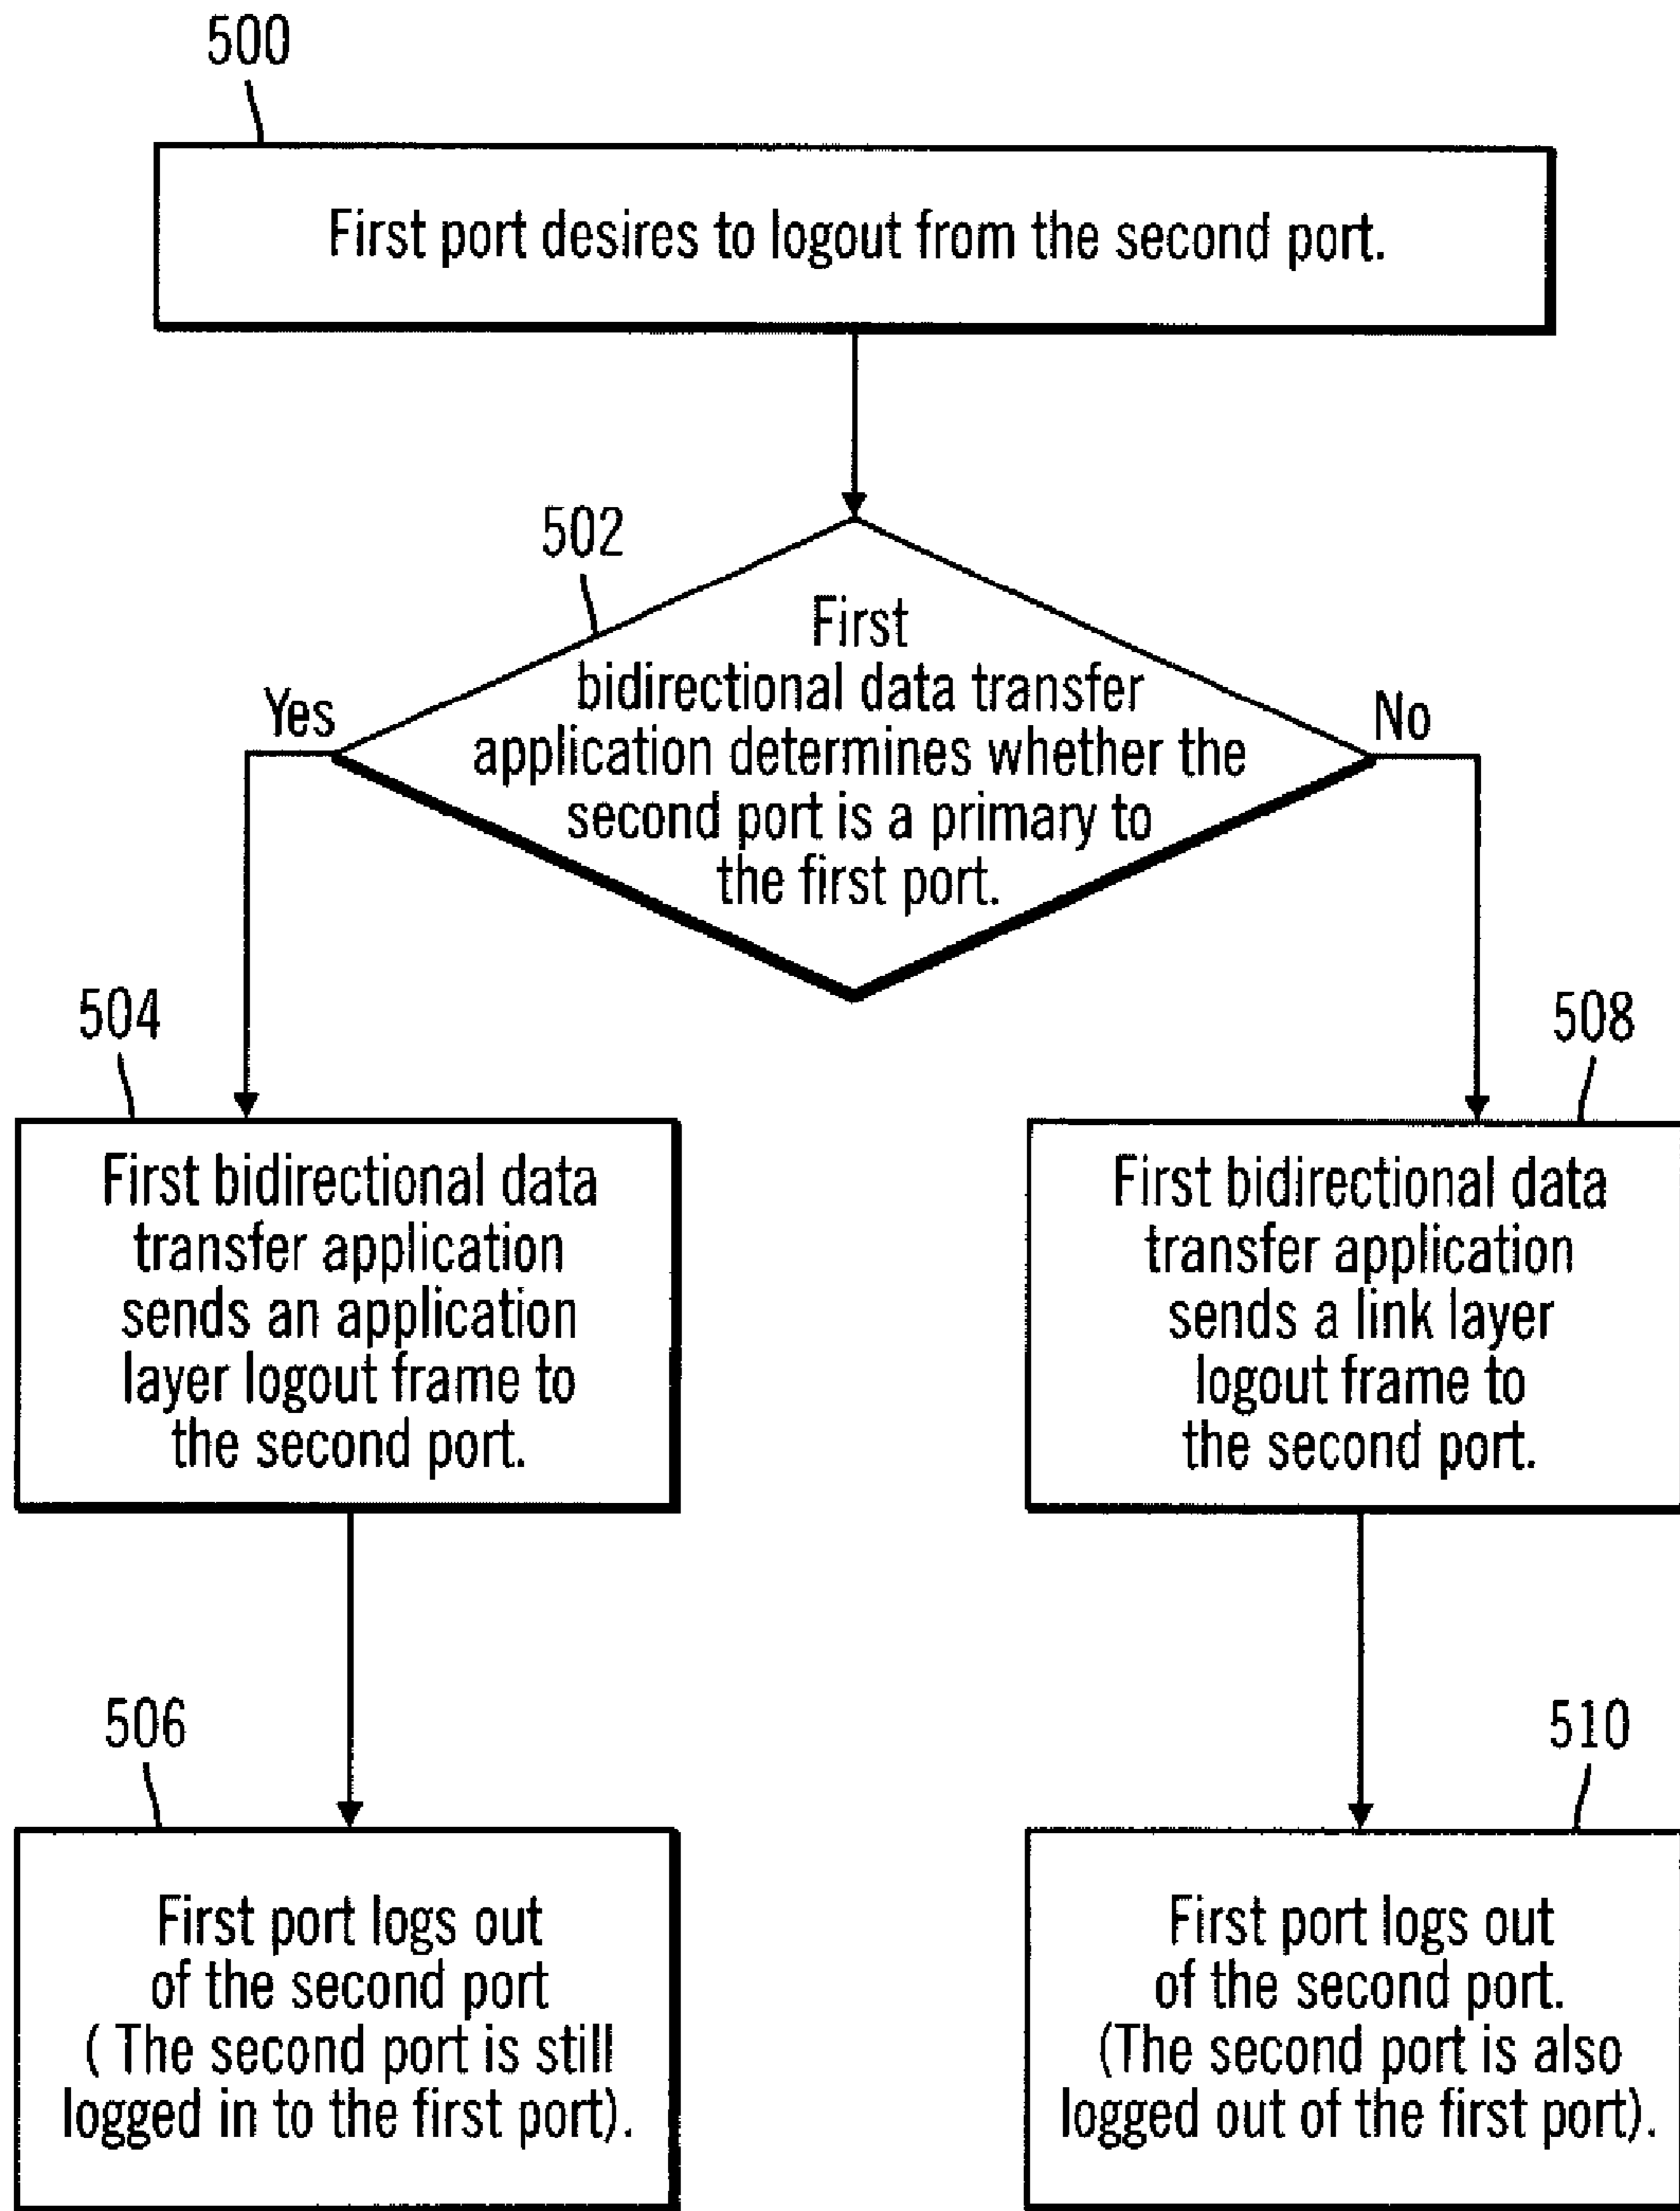 500
First port desires to logout from the second port.
502
First
bidirectional data transfer
application determines whether the
second port is a primary to
the first port.
Yes
No
504
First bidirectional data
transfer application
sends an application
layer logout frame to
the second port.
508
First bidirectional data
transfer application
sends a link layer
logout frame to
the second port.
506
First port logs out
of the second port
( The second port is still
logged in to the first port).
510
First port logs out
of the second port.
(The second port is also
logged out of the first port).